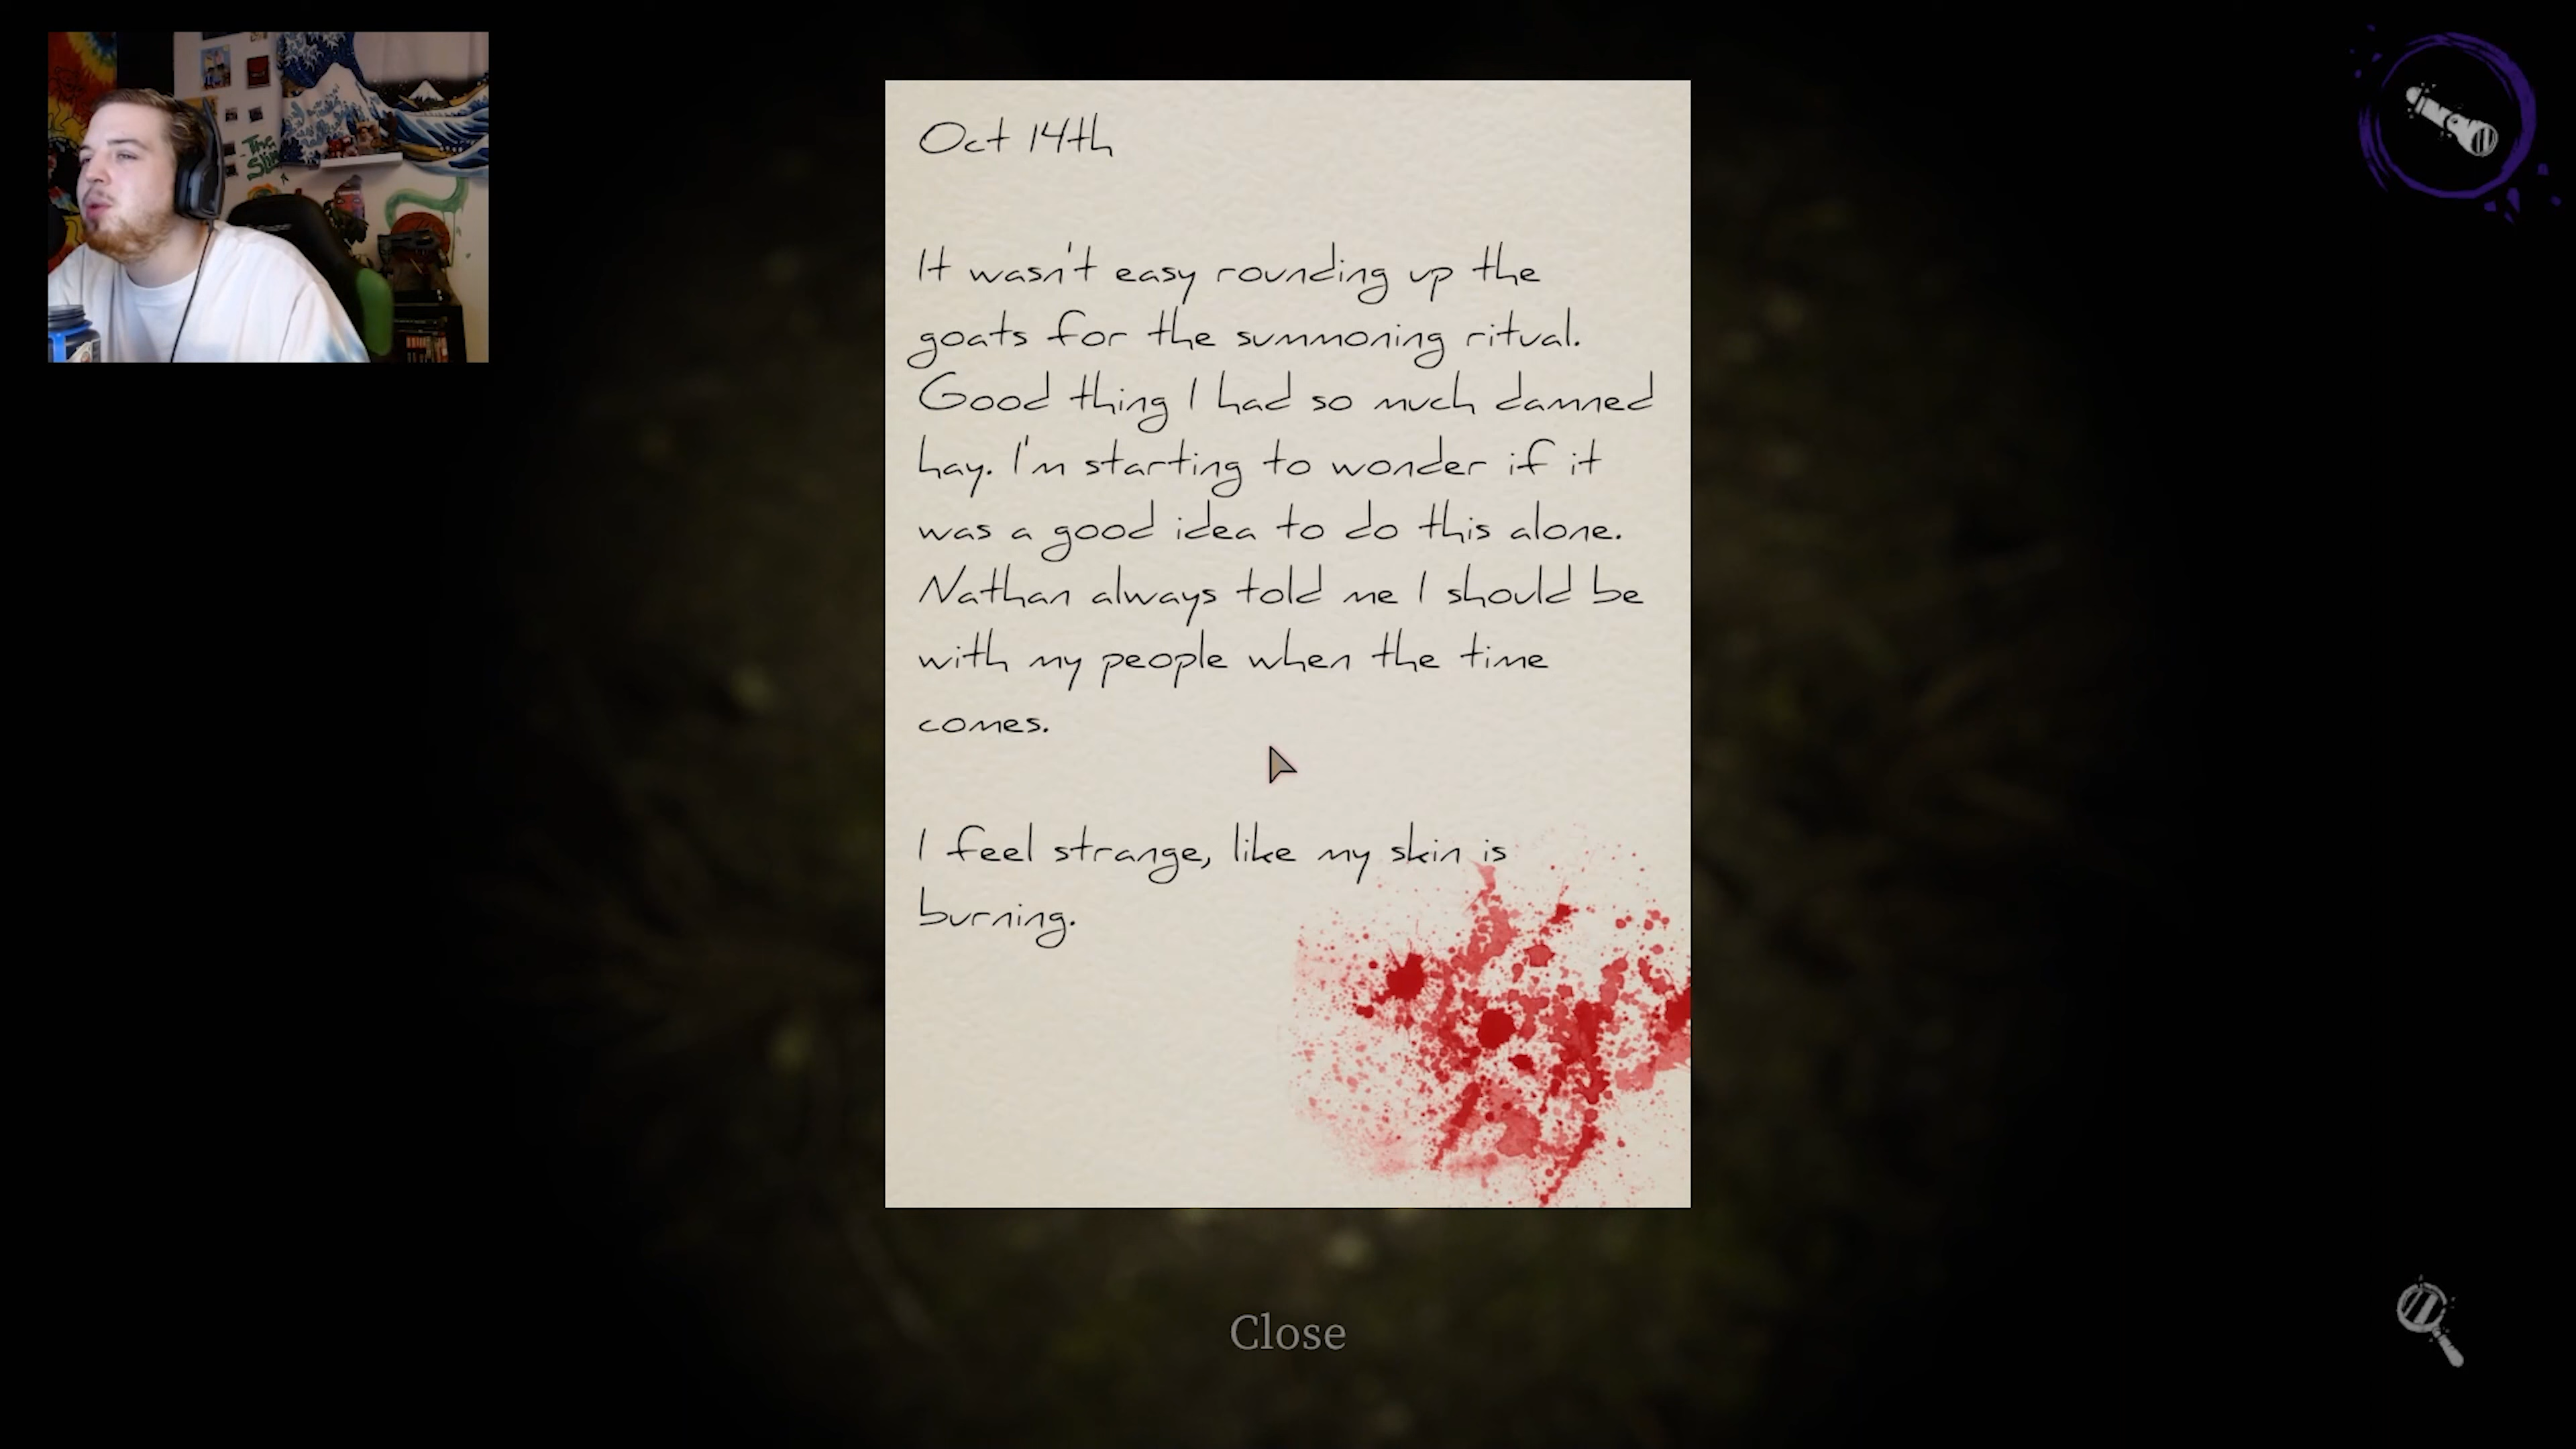 Oct 14th
It wasn't easy rounding up the
goats for the summoning ritual.
Good thing I had so much damned
hay. I'm starting to wonder if it
was a good idea to do this alone.
Nathan always told me I should be
with my people when the time
comes.
I feel strange, like my skin is
burning.
Close